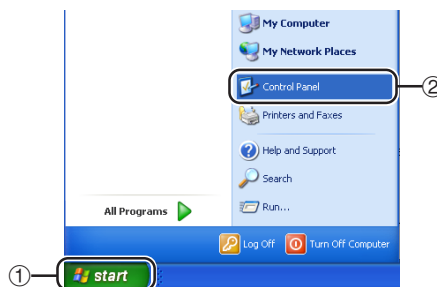 My Computer
My Network Places
Control Panel
②
Printers and Faxes
Help and Support
Search
All Programs
Run...
Log Off Turn Off Computer
① start